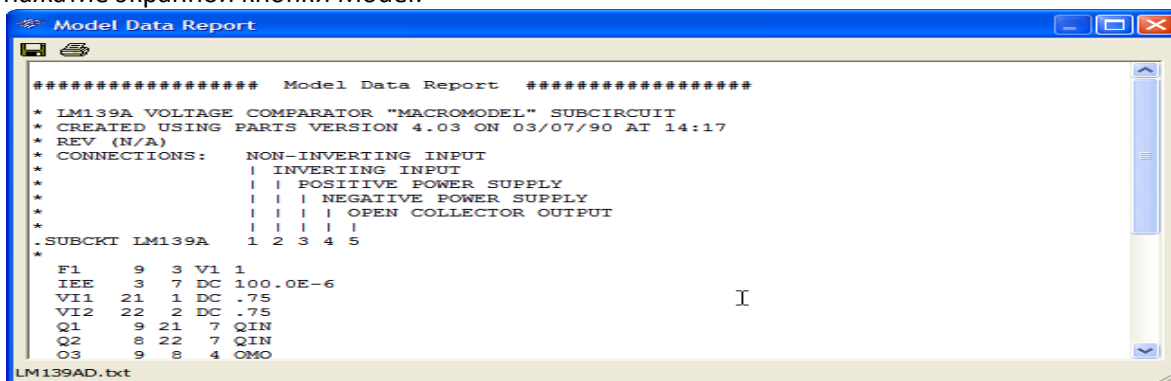 нажатие экранной кнопки Model.
Model Data Report
################## Model Data Report ##################
* LM139A VOLTAGE COMPARATOR "MACROMODEL" SUBCIRCUIT
* CREATED USING PARTS VERSION 4.03 ON 03/07/90 AT 14:17
* REV (N/A)
* CONNECTIONS: NON-INVERTING INPUT
* | INVERTING INPUT
* | | POSITIVE POWER SUPPLY
* | | | NEGATIVE POWER SUPPLY
* | | | | OPEN COLLECTOR OUTPUT
* | | | | |
.SUBCKT LM139A 1 2 3 4 5
*
F1 9 3 V1 1
IEE 3 7 DC 100.0E-6
VI1 21 1 DC .75
VI2 22 2 DC .75
Q1 9 21 7 QIN
Q2 8 22 7 QIN
Q3 9 8 4 QMO
LM139AD.txt